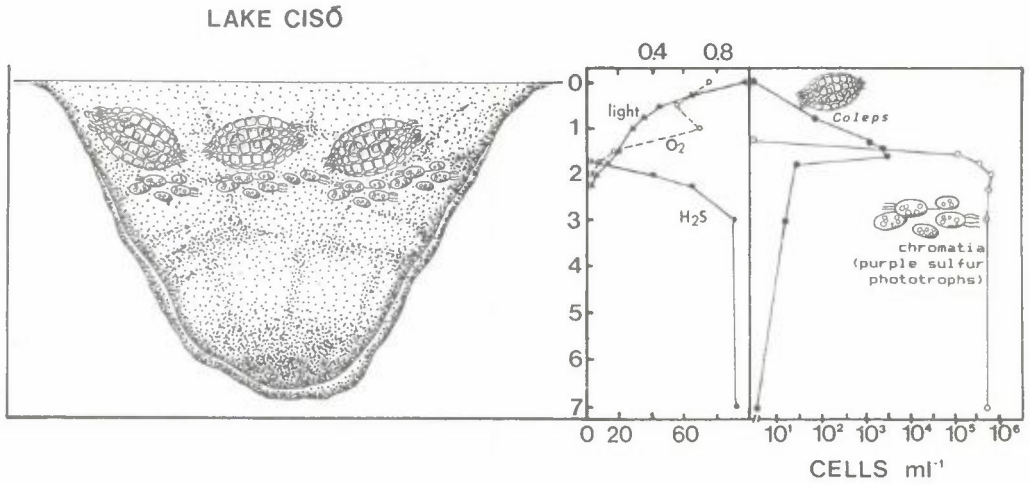 LAKE CISÓ
0.4 0.8
0
1
2
3
4
5
6
7
light
O₂
H₂S
0 20 60
Coleps
chromatia
(purple sulfur
phototrophs)
10¹ 10² 10³ 10⁴ 10⁵ 10⁶
CELLS ml⁻¹